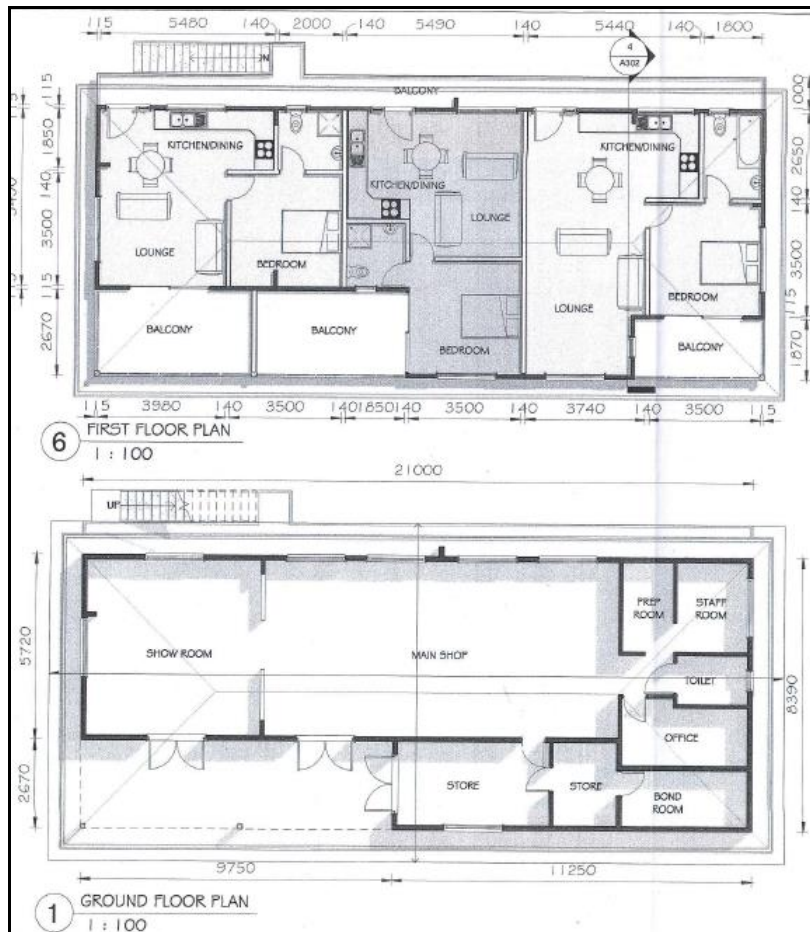 115 5480 140 2000 140 5490 140 5440 140 1800
4
A302
BALCONY
115 1850 140 3500 115 2670
1000 2650 140 3500 115 1870
KITCHEN/DINING
LOUNGE
BEDROOM
BALCONY
BALCONY
KITCHEN/DINING
LOUNGE
BEDROOM
KITCHEN/DINING
LOUNGE
BEDROOM
BALCONY
115 3980 140 3500 140 1850 140 3500 140 3740 140 3500 115
6 FIRST FLOOR PLAN
1 : 100
21000
UP
5720
2670
8390
SHOW ROOM
MAIN SHOP
PREP
ROOM
STAFF
ROOM
TOILET
OFFICE
STORE
STORE
BOND
ROOM
9750 11250
1 GROUND FLOOR PLAN
1 : 100